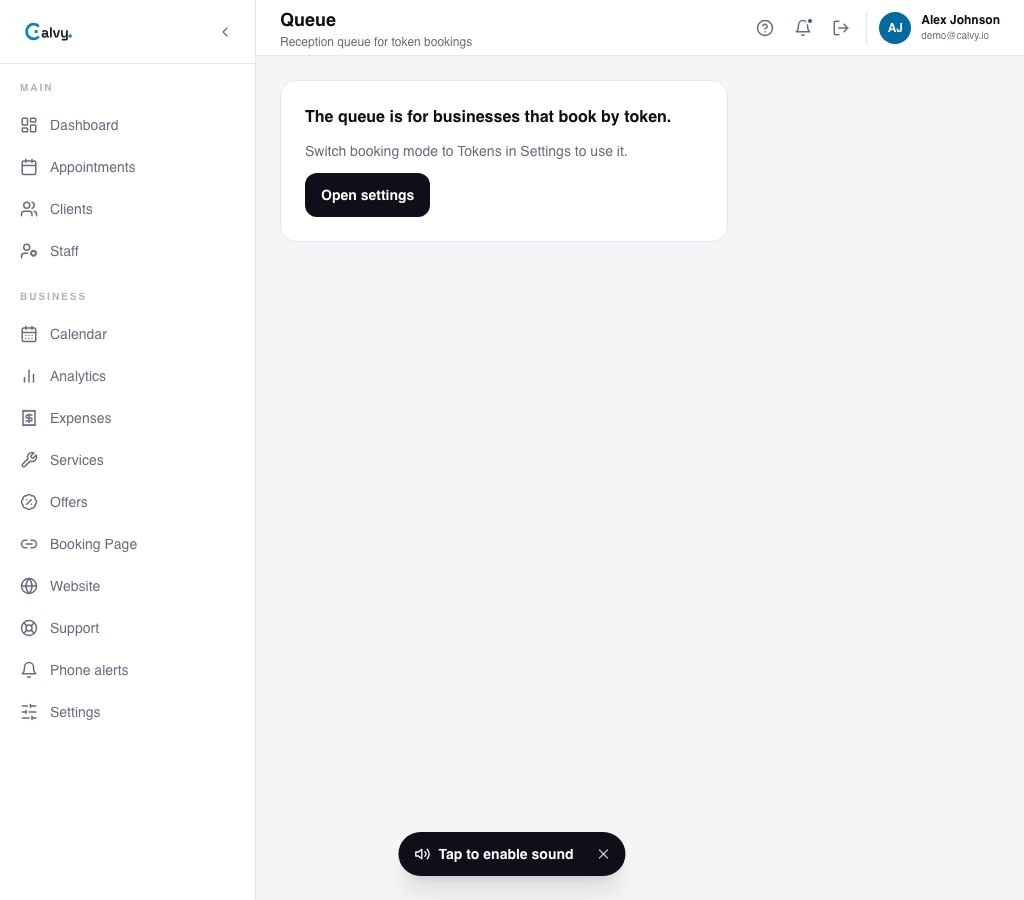 Calvy.
Queue
Reception queue for token bookings
AJ
Alex Johnson
demo@calvy.io
MAIN
Dashboard
Appointments
Clients
Staff
BUSINESS
Calendar
Analytics
Expenses
Services
Offers
Booking Page
Website
Support
Phone alerts
Settings
The queue is for businesses that book by token.
Switch booking mode to Tokens in Settings to use it.
Open settings
Tap to enable sound